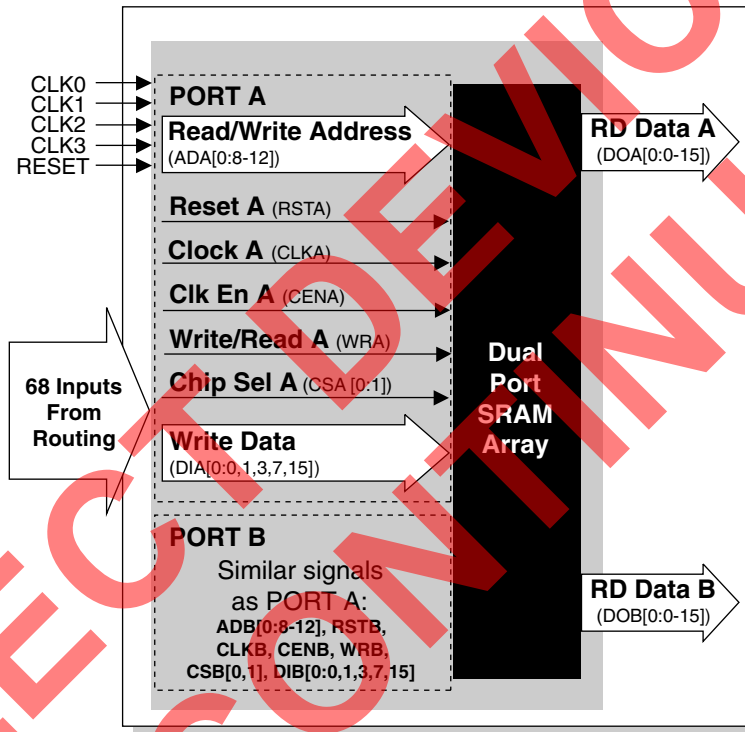 CLK0
CLK1
CLK2
CLK3
RESET
PORT A
Read/Write Address
(ADA[0:8-12])
Reset A (RSTA)
Clock A (CLKA)
Clk En A (CENA)
Write/Read A (WRA)
Chip Sel A (CSA [0:1])
Write Data
(DIA[0:0,1,3,7,15])
68 Inputs
From
Routing
PORT B
Similar signals
as PORT A:
ADB[0:8-12], RSTB,
CLKB, CENB, WRB,
CSB[0,1], DIB[0:0,1,3,7,15]
Dual
Port
SRAM
Array
RD Data A
(DOA[0:0-15])
RD Data B
(DOB[0:0-15])
ECT DEVIC
CONTINU